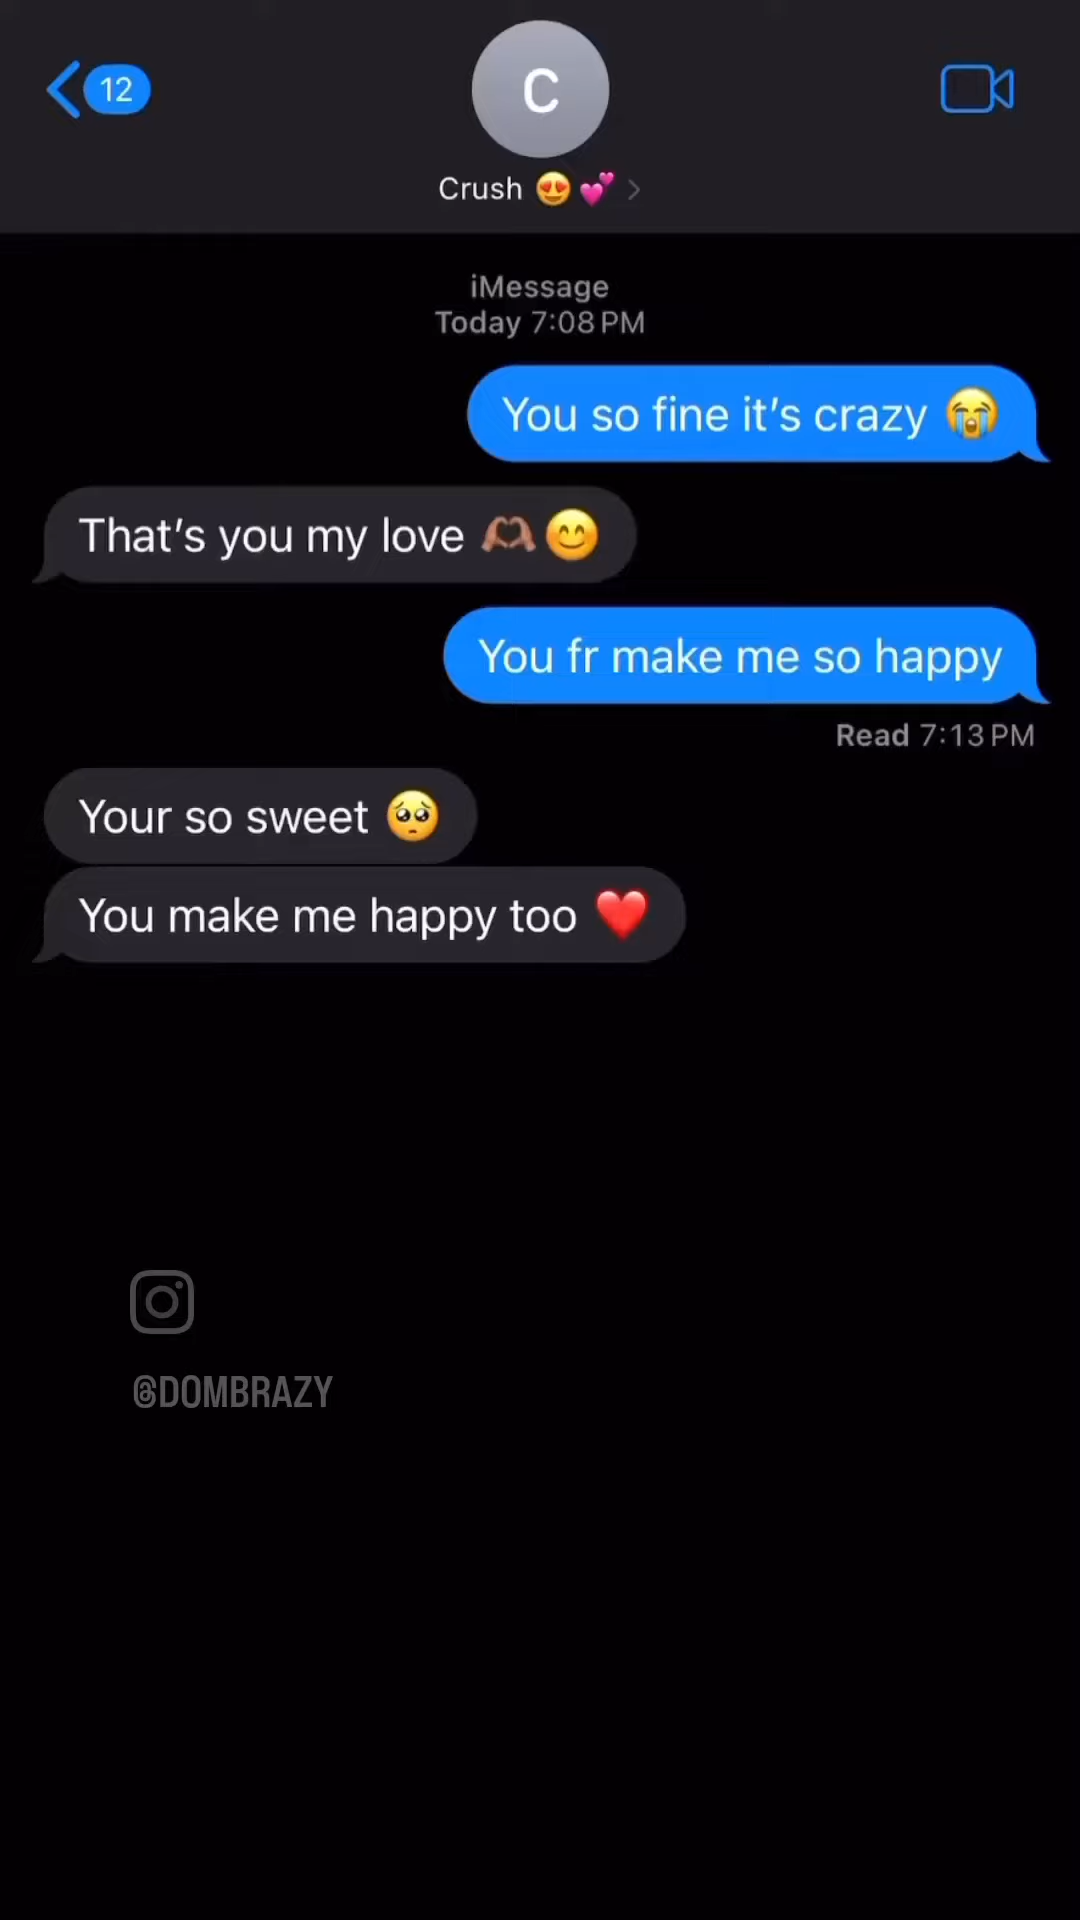 12
C
Crush 😍💕
iMessage
Today 7:08 PM
You so fine it's crazy 😭
That's you my love 🫶🏽😊
You fr make me so happy
Read 7:13 PM
Your so sweet 🥺
You make me happy too ❤️
@DOMBRAZY